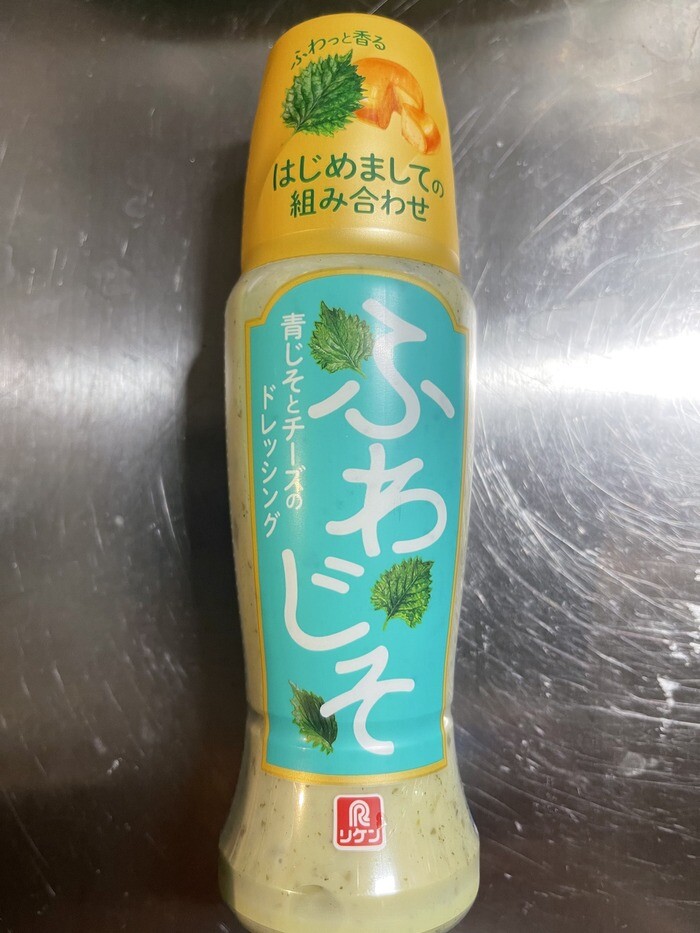 ふわっと香る
はじめましての
組み合わせ
ふわじそ
青じそとチーズの
ドレッシング
リケン